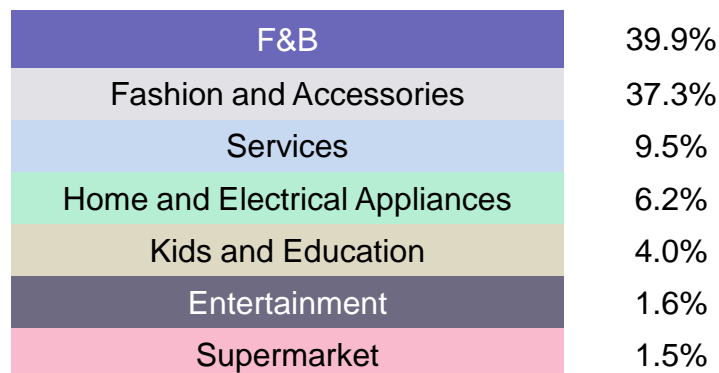 F&B 39.9%
Fashion and Accessories 37.3%
Services 9.5%
Home and Electrical Appliances 6.2%
Kids and Education 4.0%
Entertainment 1.6%
Supermarket 1.5%